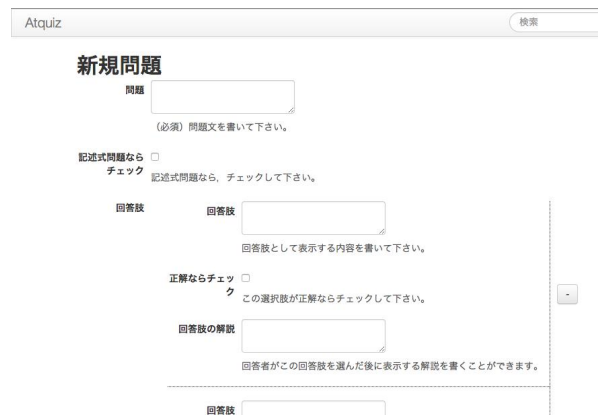 Atquiz
検索
新規問題
問題
（必須）問題文を書いて下さい。
記述式問題なら
チェック
記述式問題なら，チェックして下さい。
回答肢
回答肢
回答肢として表示する内容を書いて下さい。
正解ならチェッ
ク
この選択肢が正解ならチェックして下さい。
-
回答肢の解説
回答者がこの回答肢を選んだ後に表示する解説を書くことができます。
回答肢